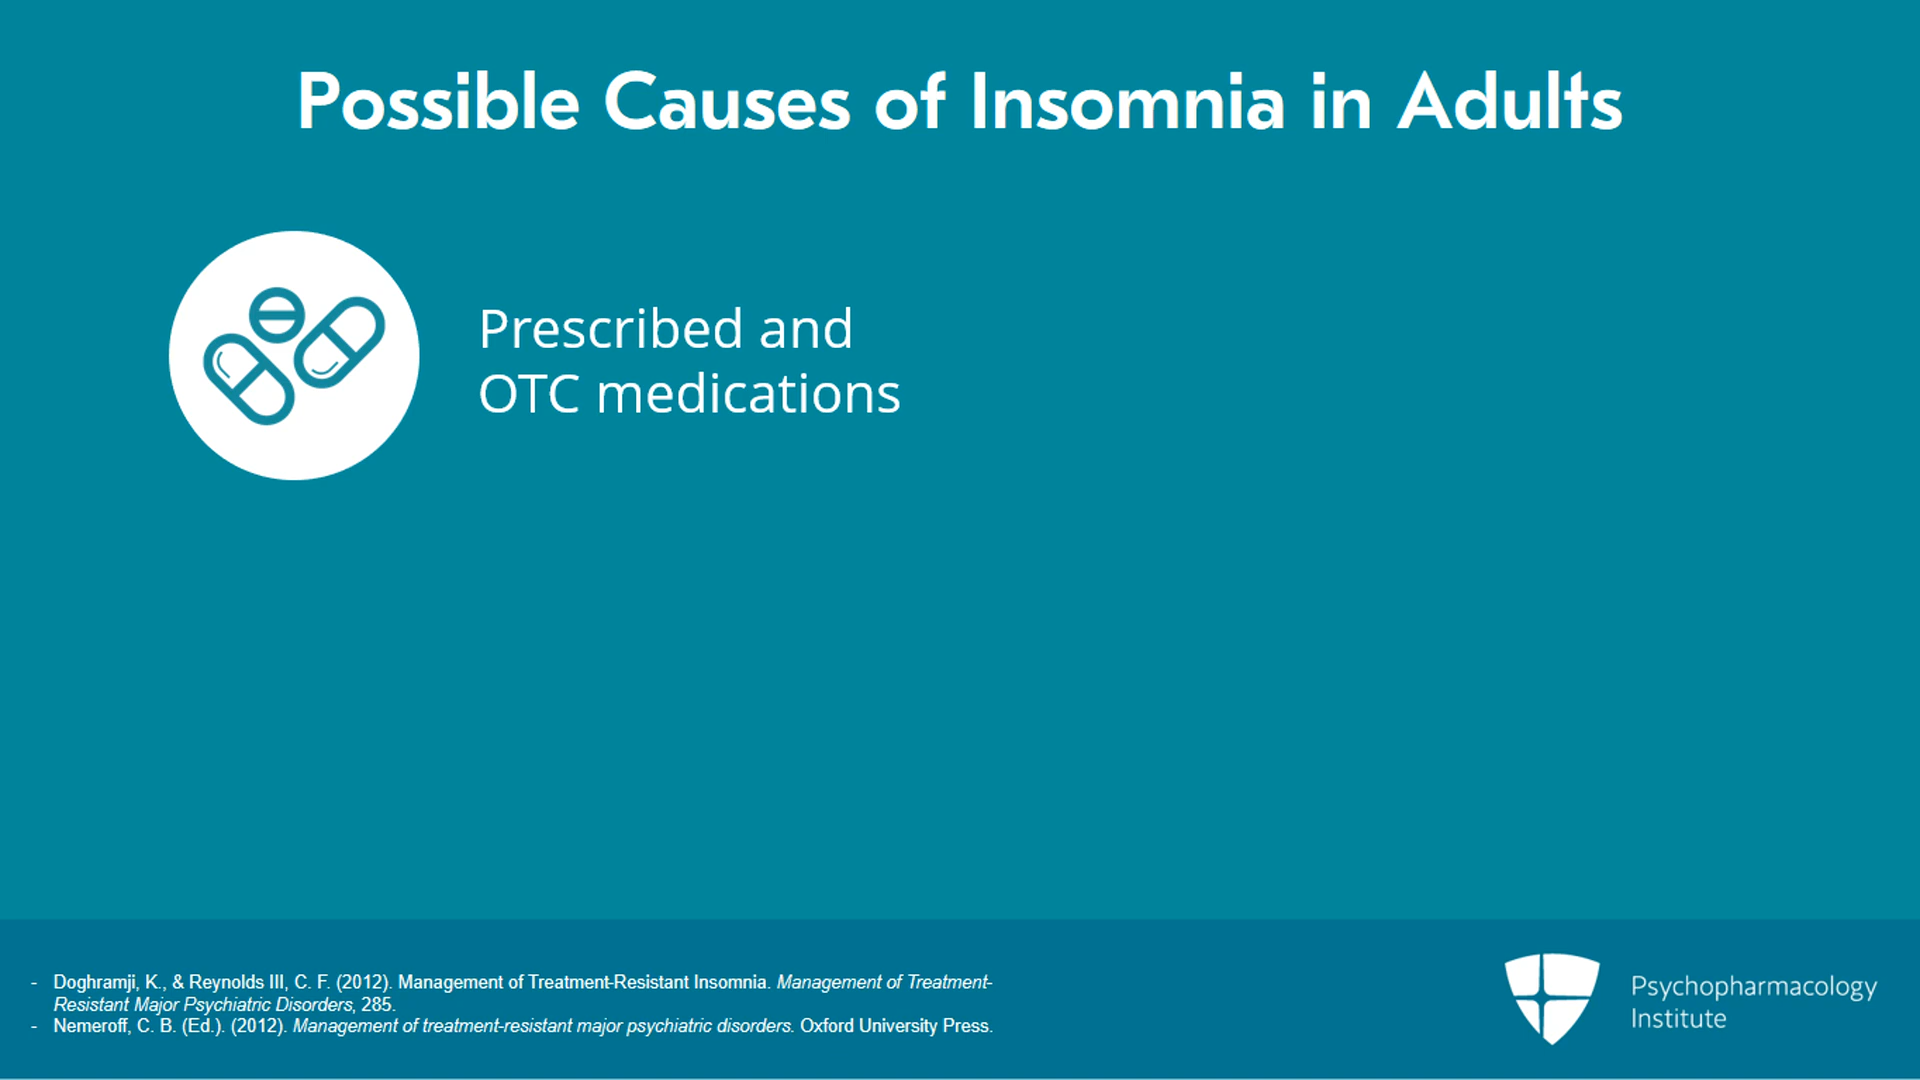 Possible Causes of Insomnia in Adults
Prescribed and
OTC medications
- Doghramji, K., & Reynolds III, C. F. (2012). Management of Treatment-Resistant Insomnia. Management of Treatment-
Resistant Major Psychiatric Disorders, 285.
- Nemeroff, C. B. (Ed.). (2012). Management of treatment-resistant major psychiatric disorders. Oxford University Press.
Psychopharmacology
Institute